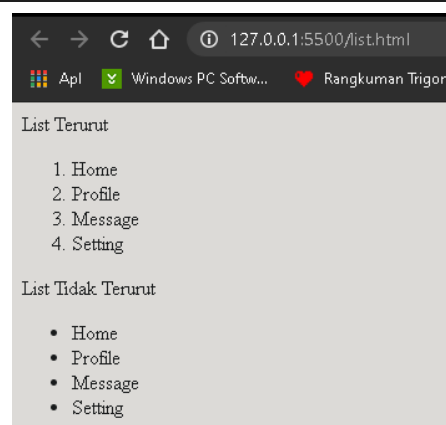 127.0.0.1:5500/list.html
Apl
Windows PC Softw...
Rangkuman Trigon
List Terurut
1. Home
2. Profile
3. Message
4. Setting
List Tidak Terurut
• Home
• Profile
• Message
• Setting